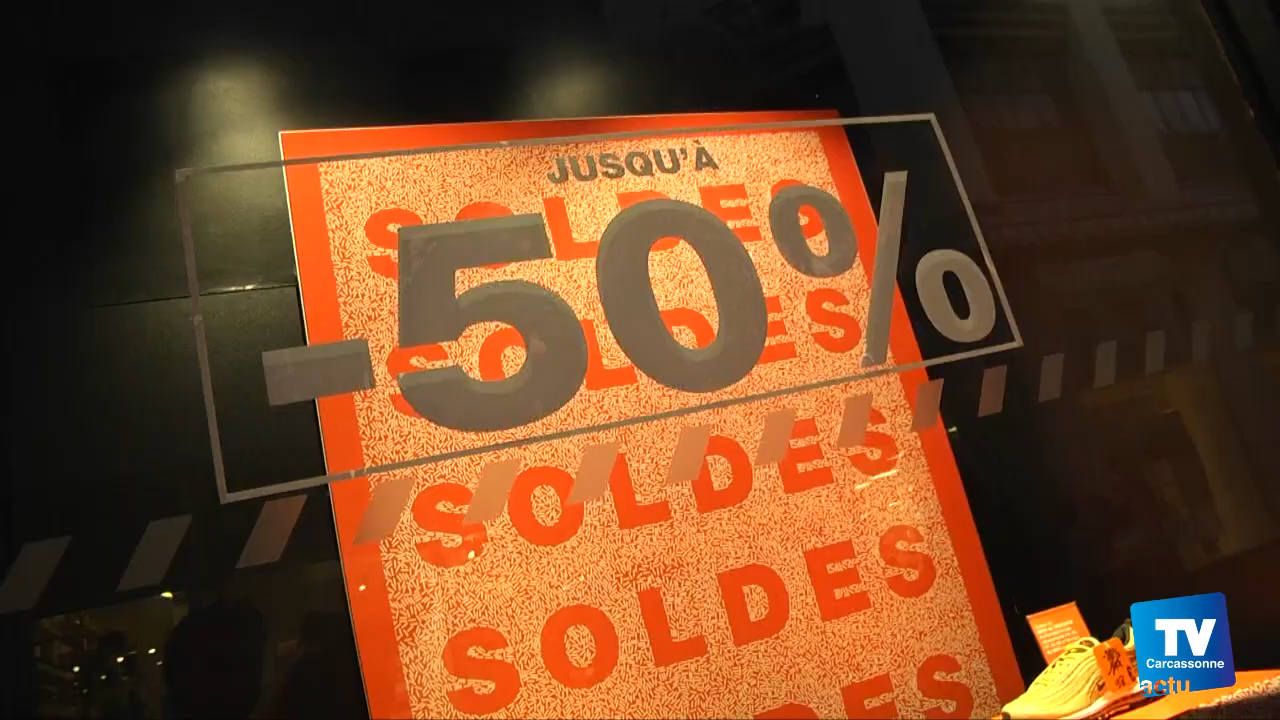 JUSQU'À
-50%
SOLDES
SOLDES
SOLDES
SOLDES
SOLDES
TV
Carcassonne
actu